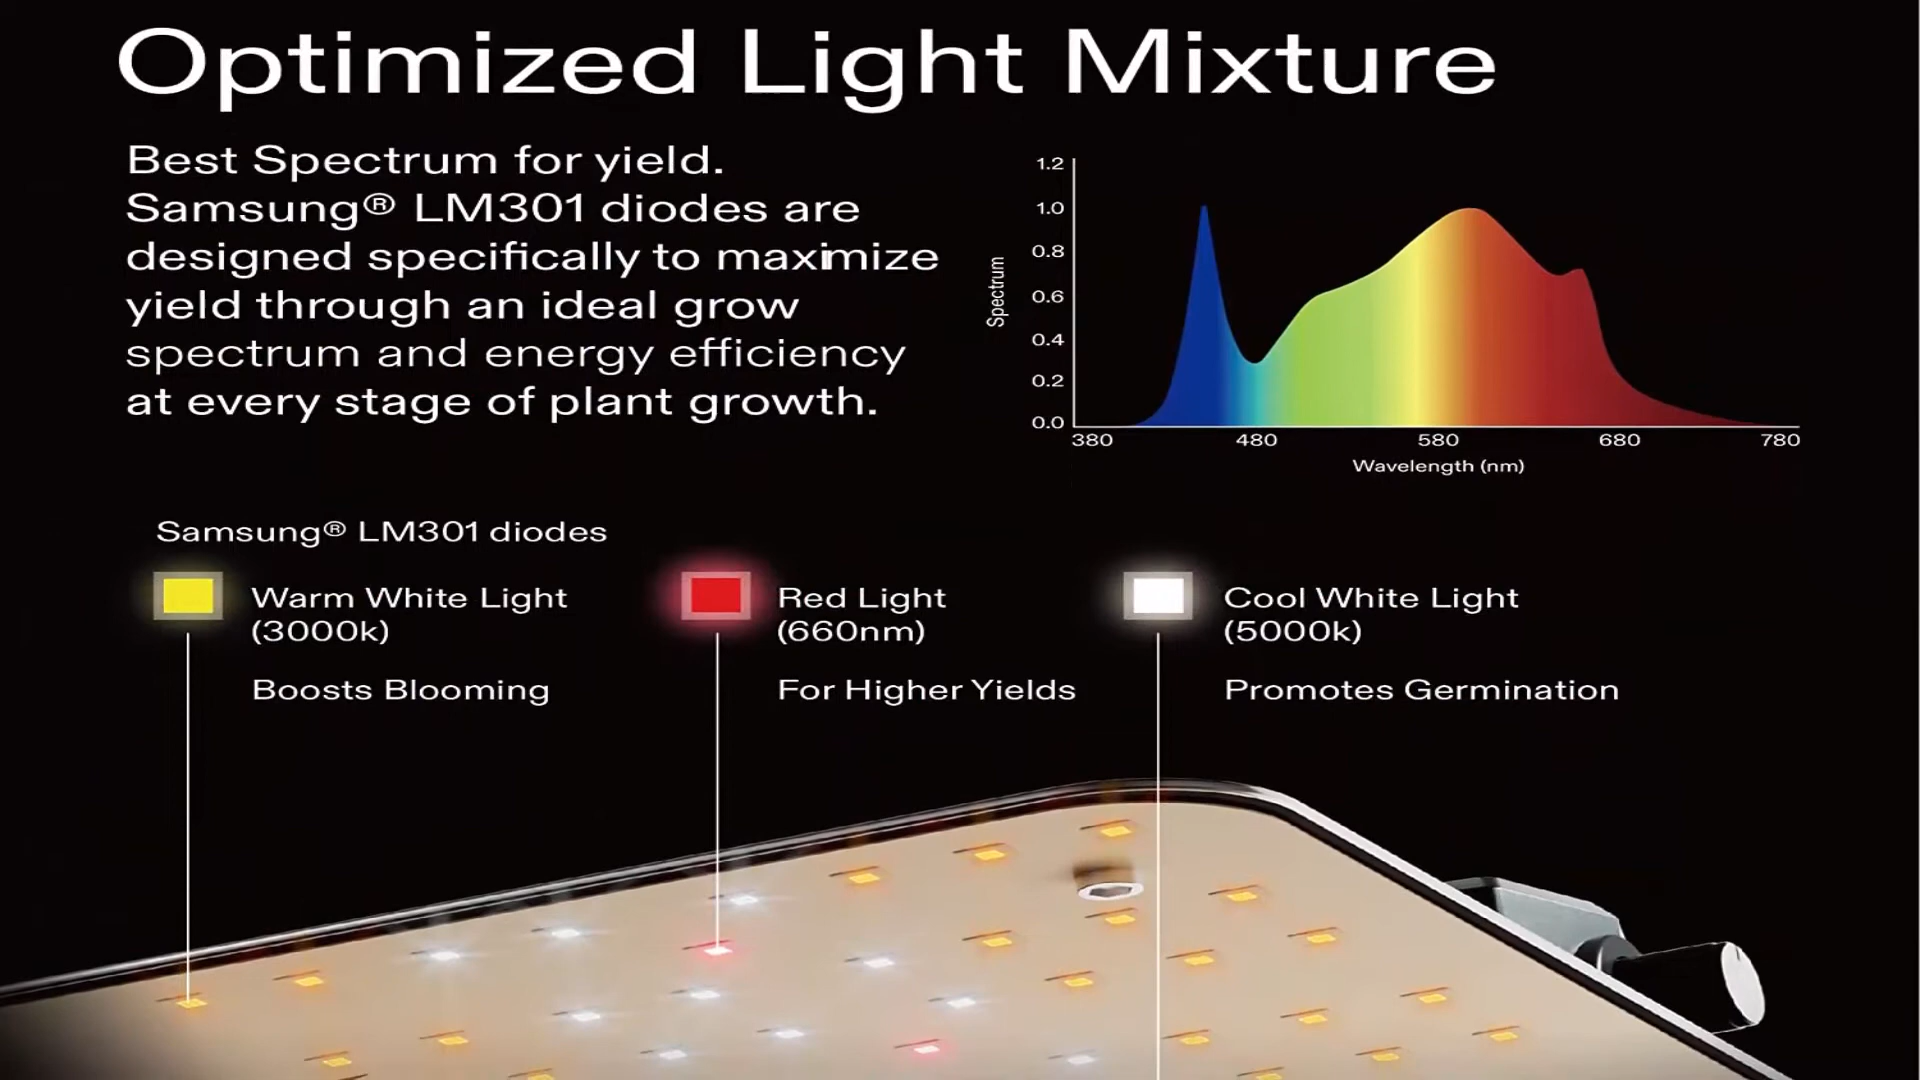 Optimized Light Mixture
Best Spectrum for yield.
Samsung® LM301 diodes are
designed specifically to maximize
yield through an ideal grow
spectrum and energy efficiency
at every stage of plant growth.
1.2
1.0
0.8
0.6
0.4
0.2
0.0
Spectrum
380 480 580 680 780
Wavelength (nm)
Samsung® LM301 diodes
Warm White Light
(3000k)
Boosts Blooming
Red Light
(660nm)
For Higher Yields
Cool White Light
(5000k)
Promotes Germination